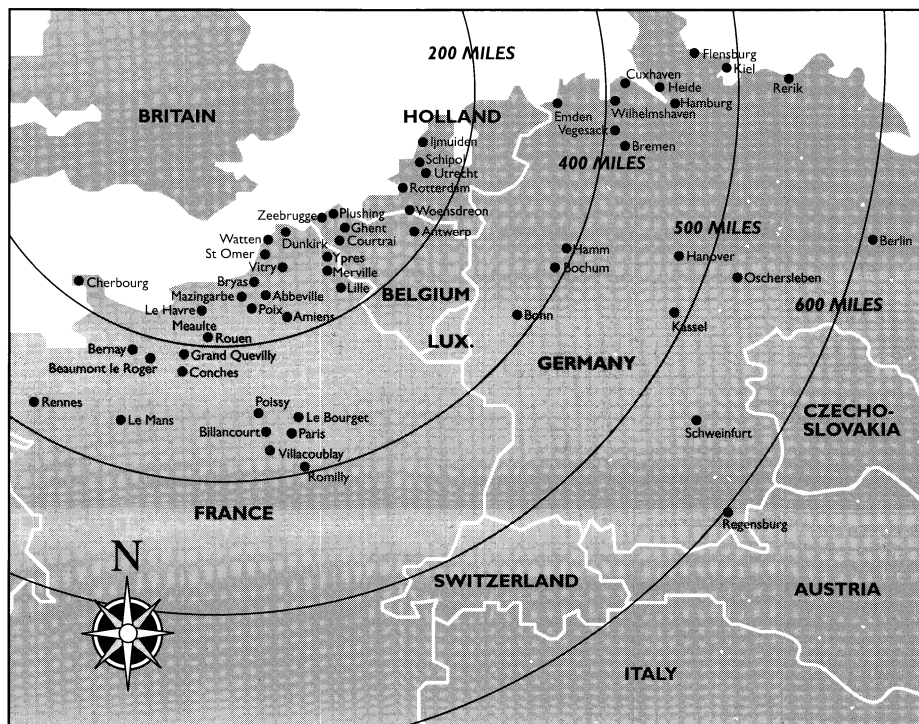 200 MILES
Flensburg
Kiel
Cuxhaven
Heide
Rerik
BRITAIN
HOLLAND
Emden
Wilhelmshaven
Hamburg
Vegesack
Ijmuiden
Bremen
400 MILES
Schipol
Utrecht
Rotterdam
Woensdreon
Zeebrugge
Plushing
Ghent
500 MILES
Antwerp
Watten
Dunkirk
Courtrai
Berlin
St Omer
Ypres
Hamm
Hanover
Vitry
Merville
Bochum
Oschersleben
Cherbourg
Bryas
Lille
BELGIUM
Mazingarbe
Abbeville
600 MILES
Le Havre
Poix
Amiens
Bonn
Kassel
Meaulte
Rouen
LUX.
Bernay
Grand Quevilly
Beaumont le Roger
Conches
GERMANY
Rennes
Poissy
CZECHO-
SLOVAKIA
Le Mans
Le Bourget
Billancourt
Paris
Schweinfurt
Villacoublay
Romilly
FRANCE
Regensburg
N
SWITZERLAND
AUSTRIA
ITALY